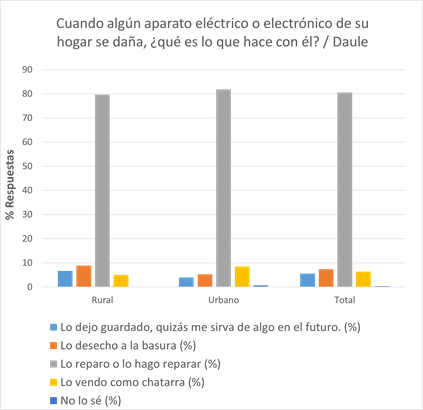 Cuando algún aparato eléctrico o electrónico de su
hogar se daña, ¿qué es lo que hace con él? / Daule
% Respuestas
90
80
70
60
50
40
30
20
10
0
Rural
Urbano
Total
Lo dejo guardado, quizás me sirva de algo en el futuro. (%)
Lo desecho a la basura (%)
Lo reparo o lo hago reparar (%)
Lo vendo como chatarra (%)
No lo sé (%)